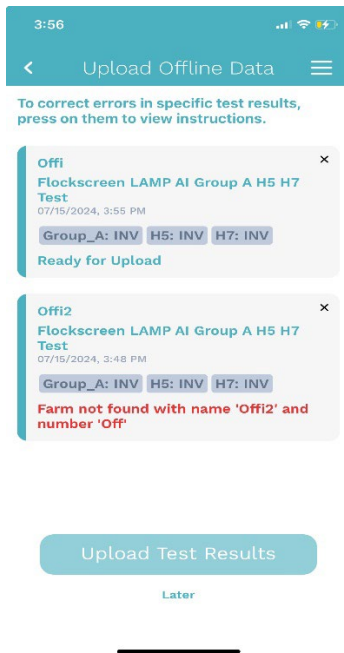 3:56
Upload Offline Data
To correct errors in specific test results,
press on them to view instructions.
Offi
Flockscreen LAMP AI Group A H5 H7
Test
07/15/2024, 3:55 PM
Group_A: INV H5: INV H7: INV
Ready for Upload
Offi2
Flockscreen LAMP AI Group A H5 H7
Test
07/15/2024, 3:48 PM
Group_A: INV H5: INV H7: INV
Farm not found with name 'Offi2' and
number 'Off'
Upload Test Results
Later